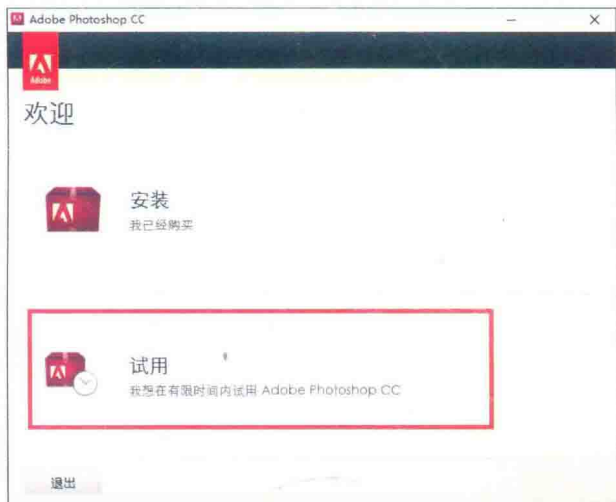 Adobe Photoshop CC
Adobe
欢迎
安装
我已经购买
试用
我想在有限时间内试用 Adobe Photoshop CC
退出